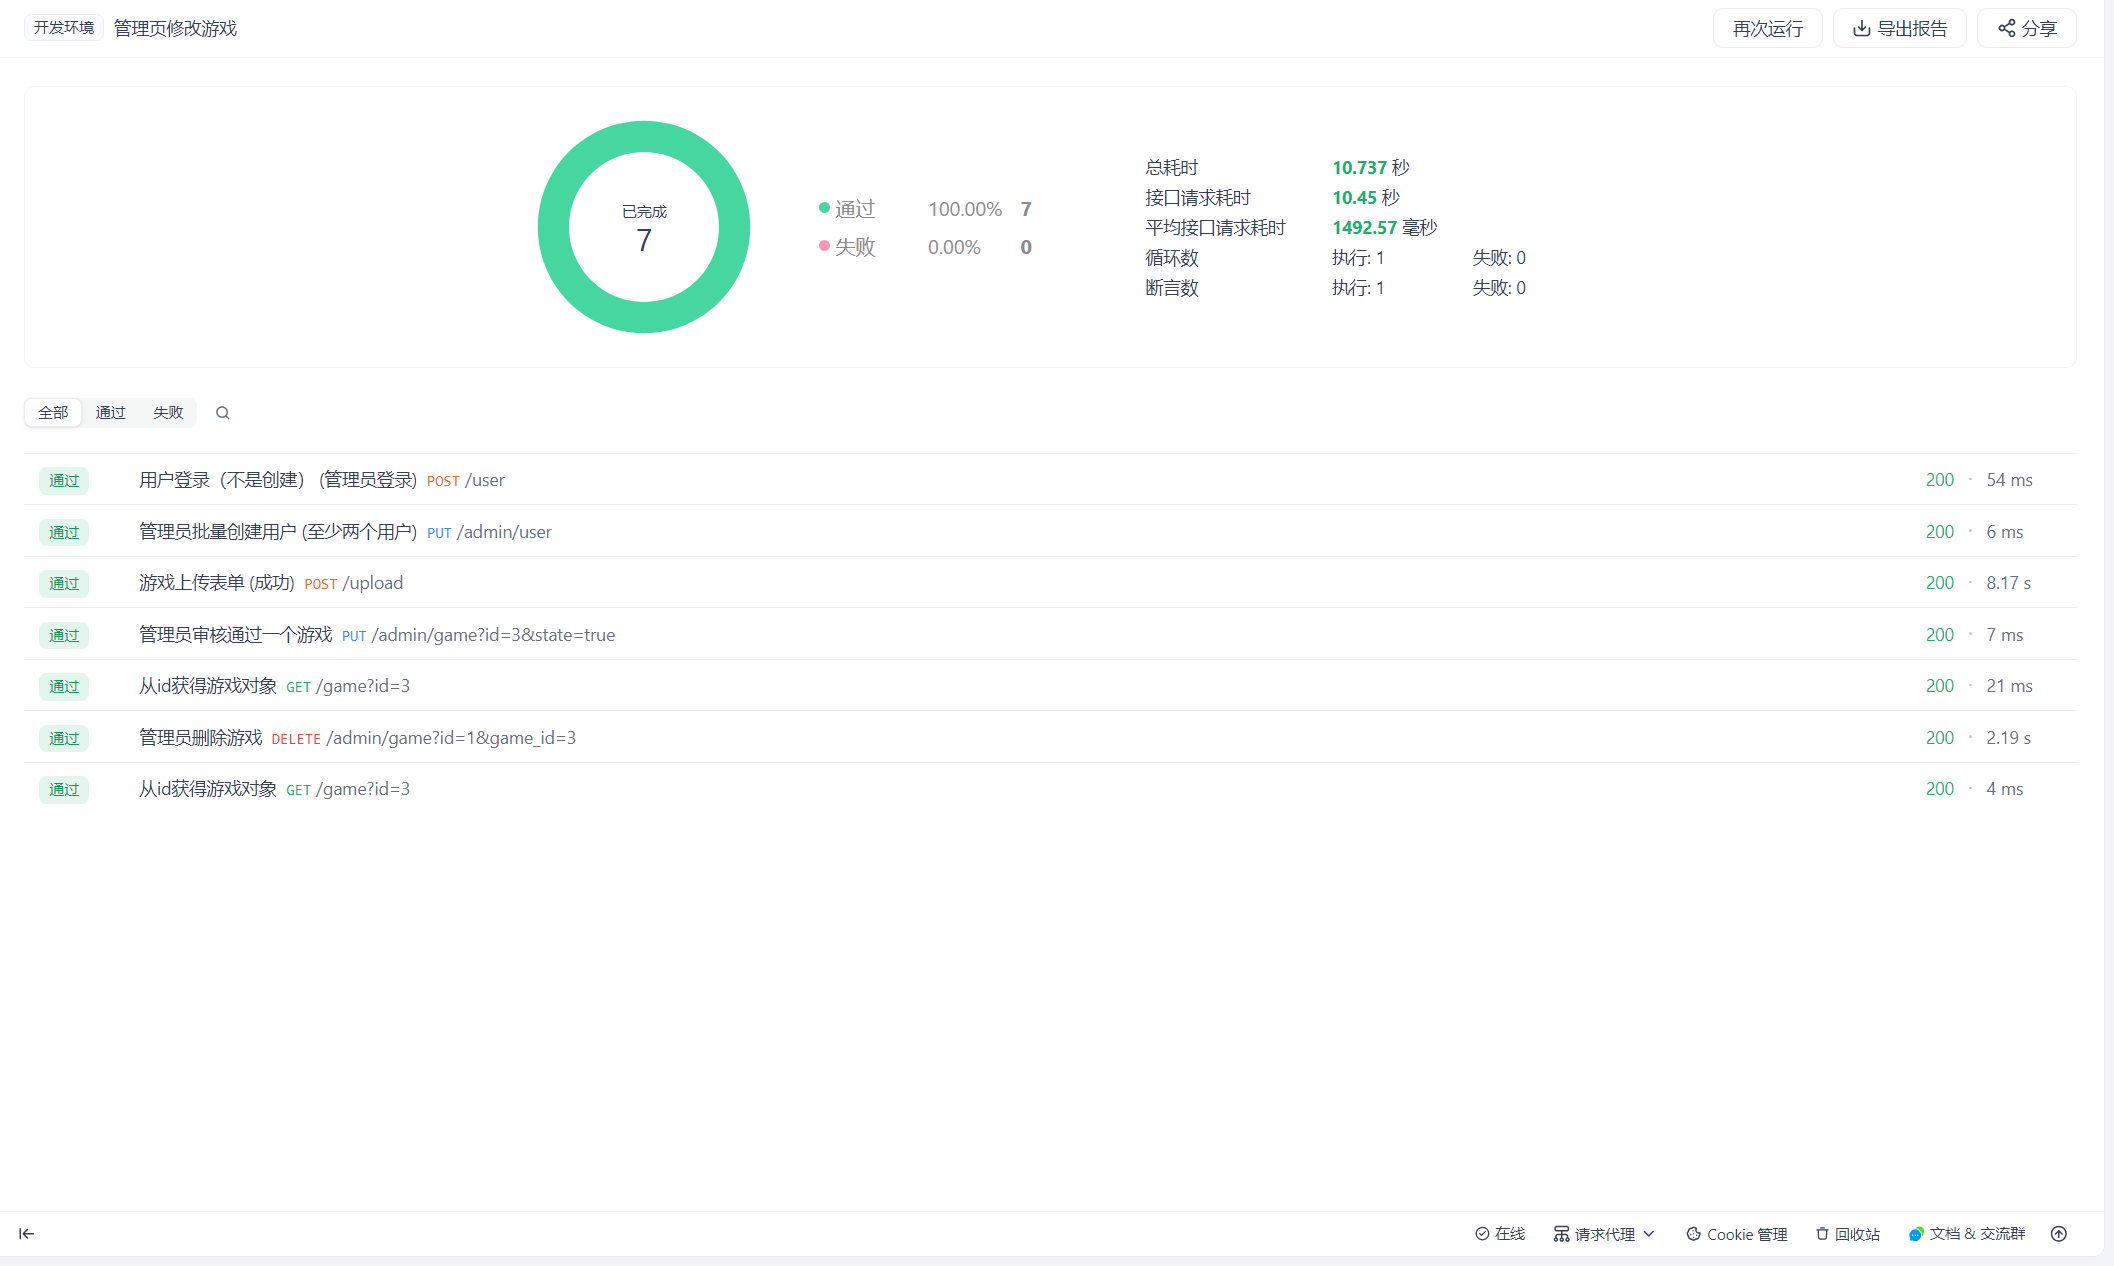 开发环境 管理页修改游戏 再次运行 导出报告 分享
已完成
7
通过 100.00% 7
失败 0.00% 0
总耗时 10.737 秒
接口请求耗时 10.45 秒
平均接口请求耗时 1492.57 毫秒
循环数 执行: 1 失败: 0
断言数 执行: 1 失败: 0
全部 通过 失败
通过 用户登录（不是创建） (管理员登录) POST /user 200 · 54 ms
通过 管理员批量创建用户 (至少两个用户) PUT /admin/user 200 · 6 ms
通过 游戏上传表单 (成功) POST /upload 200 · 8.17 s
通过 管理员审核通过一个游戏 PUT /admin/game?id=3&state=true 200 · 7 ms
通过 从id获得游戏对象 GET /game?id=3 200 · 21 ms
通过 管理员删除游戏 DELETE /admin/game?id=1&game_id=3 200 · 2.19 s
通过 从id获得游戏对象 GET /game?id=3 200 · 4 ms
在线 请求代理 Cookie 管理 回收站 文档 & 交流群